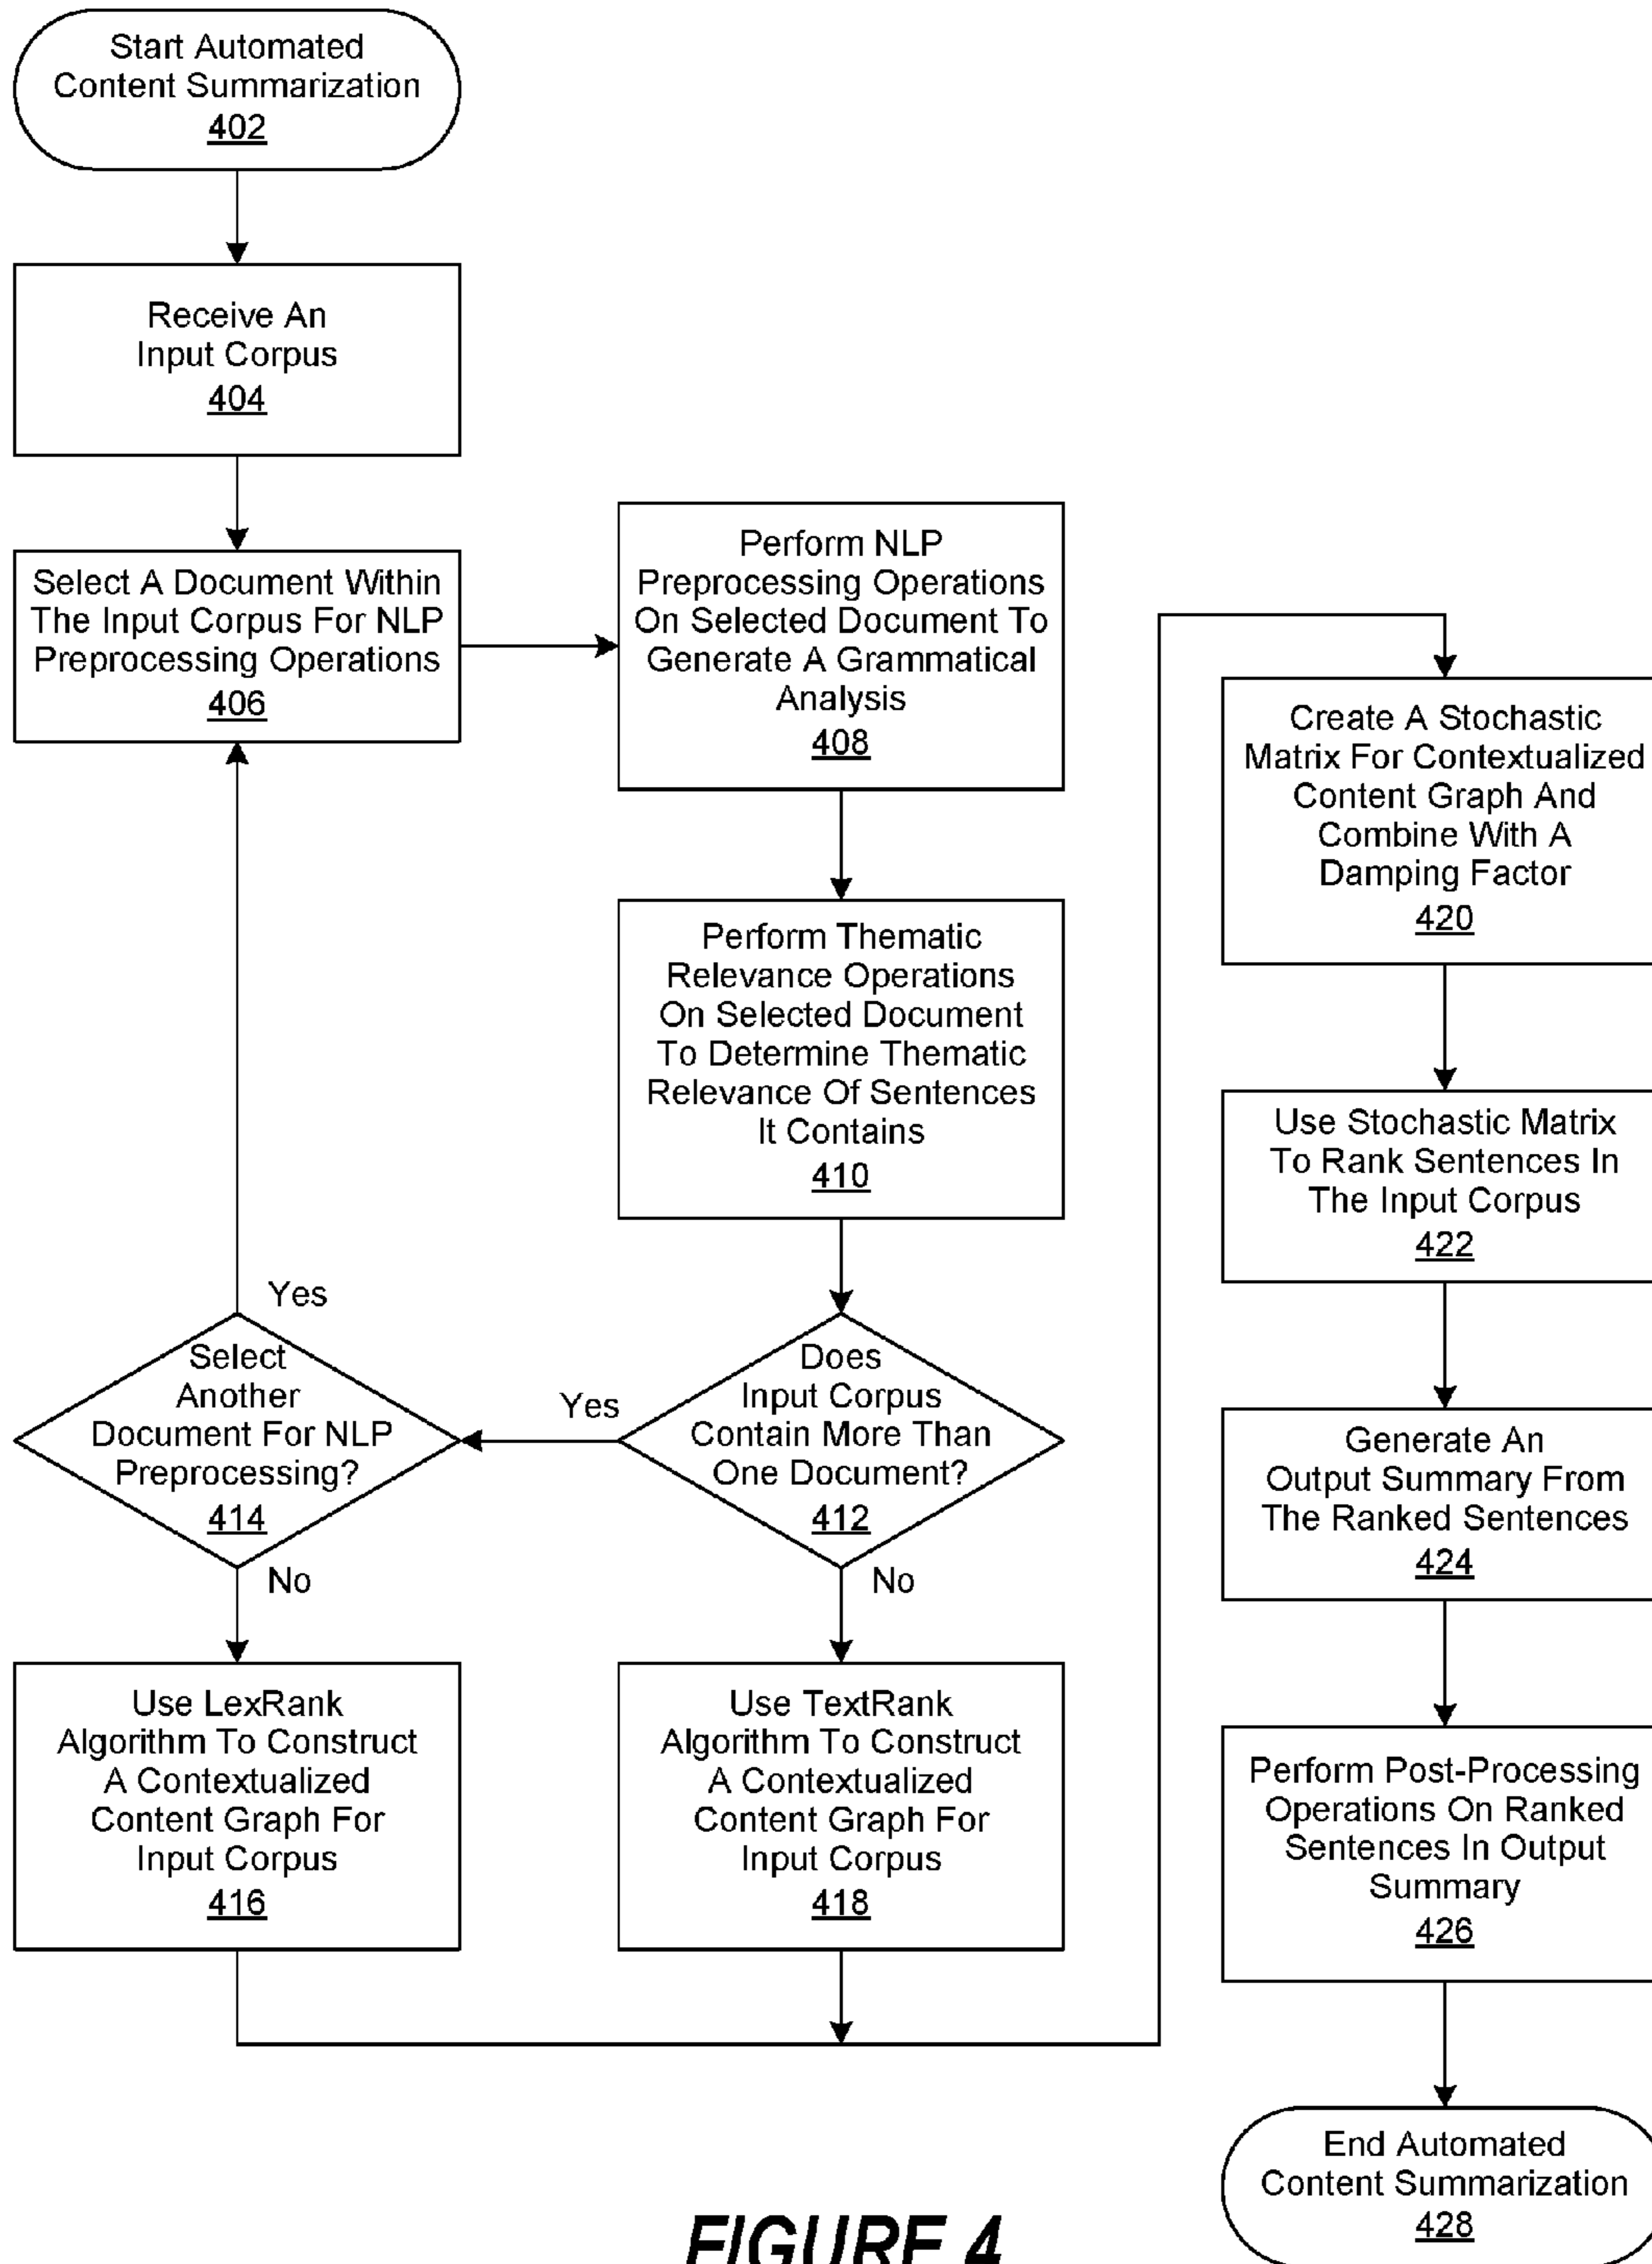 Start Automated
Content Summarization
402
Receive An
Input Corpus
404
Select A Document Within
The Input Corpus For NLP
Preprocessing Operations
406
Perform NLP
Preprocessing Operations
On Selected Document To
Generate A Grammatical
Analysis
408
Perform Thematic
Relevance Operations
On Selected Document
To Determine Thematic
Relevance Of Sentences
It Contains
410
Does
Input Corpus
Contain More Than
One Document?
412
Yes
No
Select
Another
Document For NLP
Preprocessing?
414
Yes
No
Use LexRank
Algorithm To Construct
A Contextualized
Content Graph For
Input Corpus
416
Use TextRank
Algorithm To Construct
A Contextualized
Content Graph For
Input Corpus
418
Create A Stochastic
Matrix For Contextualized
Content Graph And
Combine With A
Damping Factor
420
Use Stochastic Matrix
To Rank Sentences In
The Input Corpus
422
Generate An
Output Summary From
The Ranked Sentences
424
Perform Post-Processing
Operations On Ranked
Sentences In Output
Summary
426
End Automated
Content Summarization
428
FIGURE 4